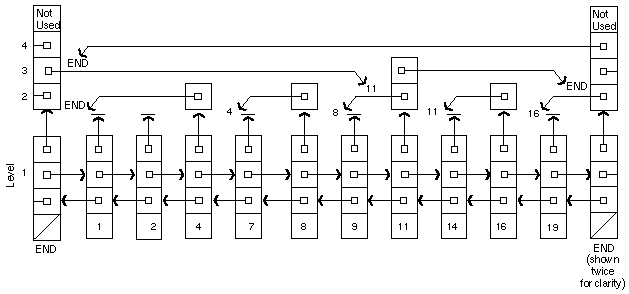 Not
Used
Not
Used
4
END
3
11
END
2
END
4
8
11
16
Level
1
1
2
4
7
8
9
11
14
16
19
END
END
(shown
twice
for clarity)